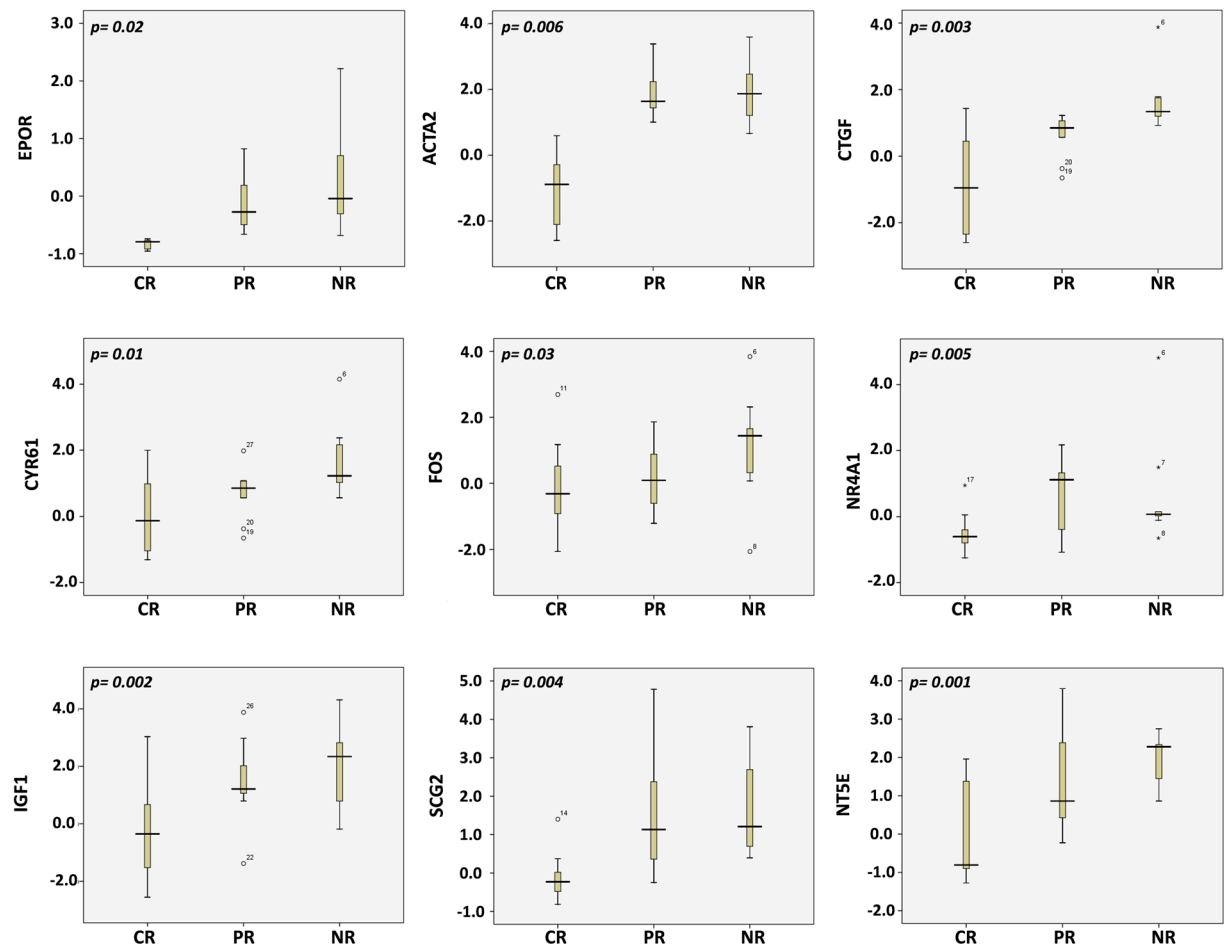 p= 0.02
EPOR
3.0
2.0
1.0
0.0
-1.0
CR PR NR
p= 0.006
ACTA2
4.0
2.0
0.0
-2.0
CR PR NR
p= 0.003
CTGF
4.0
2.0
0.0
-2.0
6
20
19
CR PR NR
p= 0.01
CYR61
4.0
2.0
0.0
-2.0
6
27
20
19
CR PR NR
p= 0.03
FOS
4.0
2.0
0.0
-2.0
6
11
8
CR PR NR
p= 0.005
NR4A1
4.0
2.0
0.0
-2.0
6
7
17
8
CR PR NR
p= 0.002
IGF1
4.0
2.0
0.0
-2.0
26
22
CR PR NR
p= 0.004
SCG2
5.0
4.0
3.0
2.0
1.0
0.0
-1.0
14
CR PR NR
p= 0.001
NT5E
4.0
3.0
2.0
1.0
0.0
-1.0
-2.0
CR PR NR